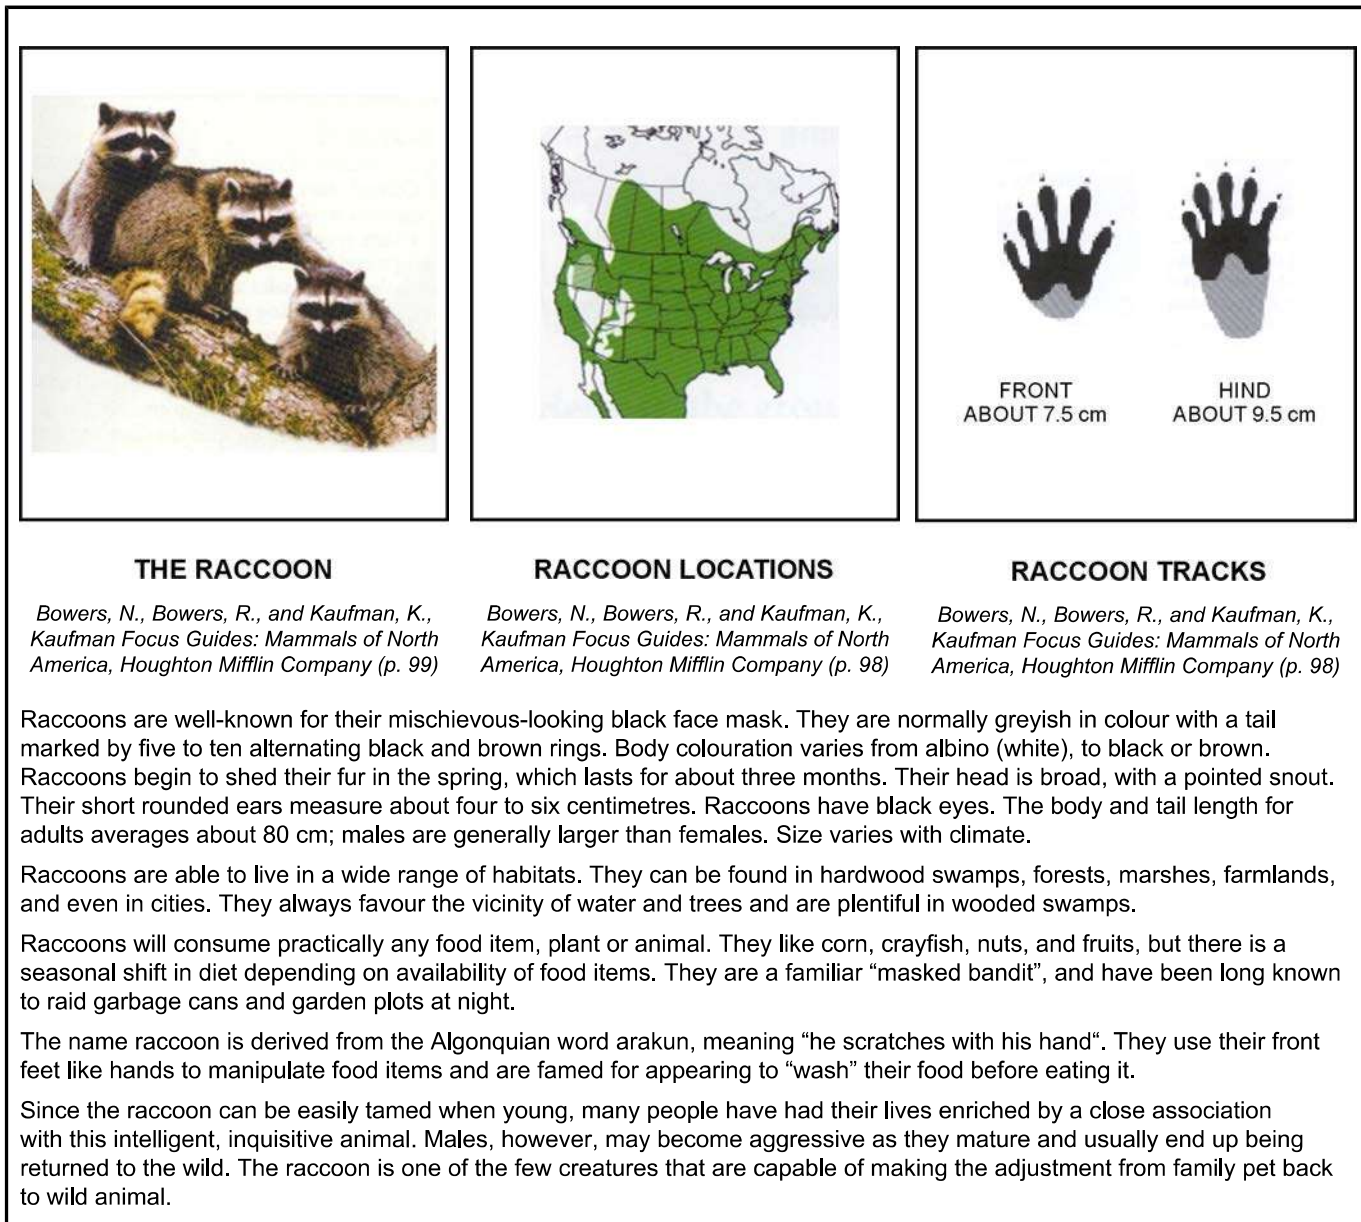 FRONT
ABOUT 7.5 cm
HIND
ABOUT 9.5 cm
THE RACCOON
Bowers, N., Bowers, R., and Kaufman, K.,
Kaufman Focus Guides: Mammals of North
America, Houghton Mifflin Company (p. 99)
RACCOON LOCATIONS
Bowers, N., Bowers, R., and Kaufman, K.,
Kaufman Focus Guides: Mammals of North
America, Houghton Mifflin Company (p. 98)
RACCOON TRACKS
Bowers, N., Bowers, R., and Kaufman, K.,
Kaufman Focus Guides: Mammals of North
America, Houghton Mifflin Company (p. 98)
Raccoons are well-known for their mischievous-looking black face mask. They are normally greyish in colour with a tail
marked by five to ten alternating black and brown rings. Body colouration varies from albino (white), to black or brown.
Raccoons begin to shed their fur in the spring, which lasts for about three months. Their head is broad, with a pointed snout.
Their short rounded ears measure about four to six centimetres. Raccoons have black eyes. The body and tail length for
adults averages about 80 cm; males are generally larger than females. Size varies with climate.
Raccoons are able to live in a wide range of habitats. They can be found in hardwood swamps, forests, marshes, farmlands,
and even in cities. They always favour the vicinity of water and trees and are plentiful in wooded swamps.
Raccoons will consume practically any food item, plant or animal. They like corn, crayfish, nuts, and fruits, but there is a
seasonal shift in diet depending on availability of food items. They are a familiar “masked bandit”, and have been long known
to raid garbage cans and garden plots at night.
The name raccoon is derived from the Algonquian word arakun, meaning “he scratches with his hand“. They use their front
feet like hands to manipulate food items and are famed for appearing to “wash” their food before eating it.
Since the raccoon can be easily tamed when young, many people have had their lives enriched by a close association
with this intelligent, inquisitive animal. Males, however, may become aggressive as they mature and usually end up being
returned to the wild. The raccoon is one of the few creatures that are capable of making the adjustment from family pet back
to wild animal.